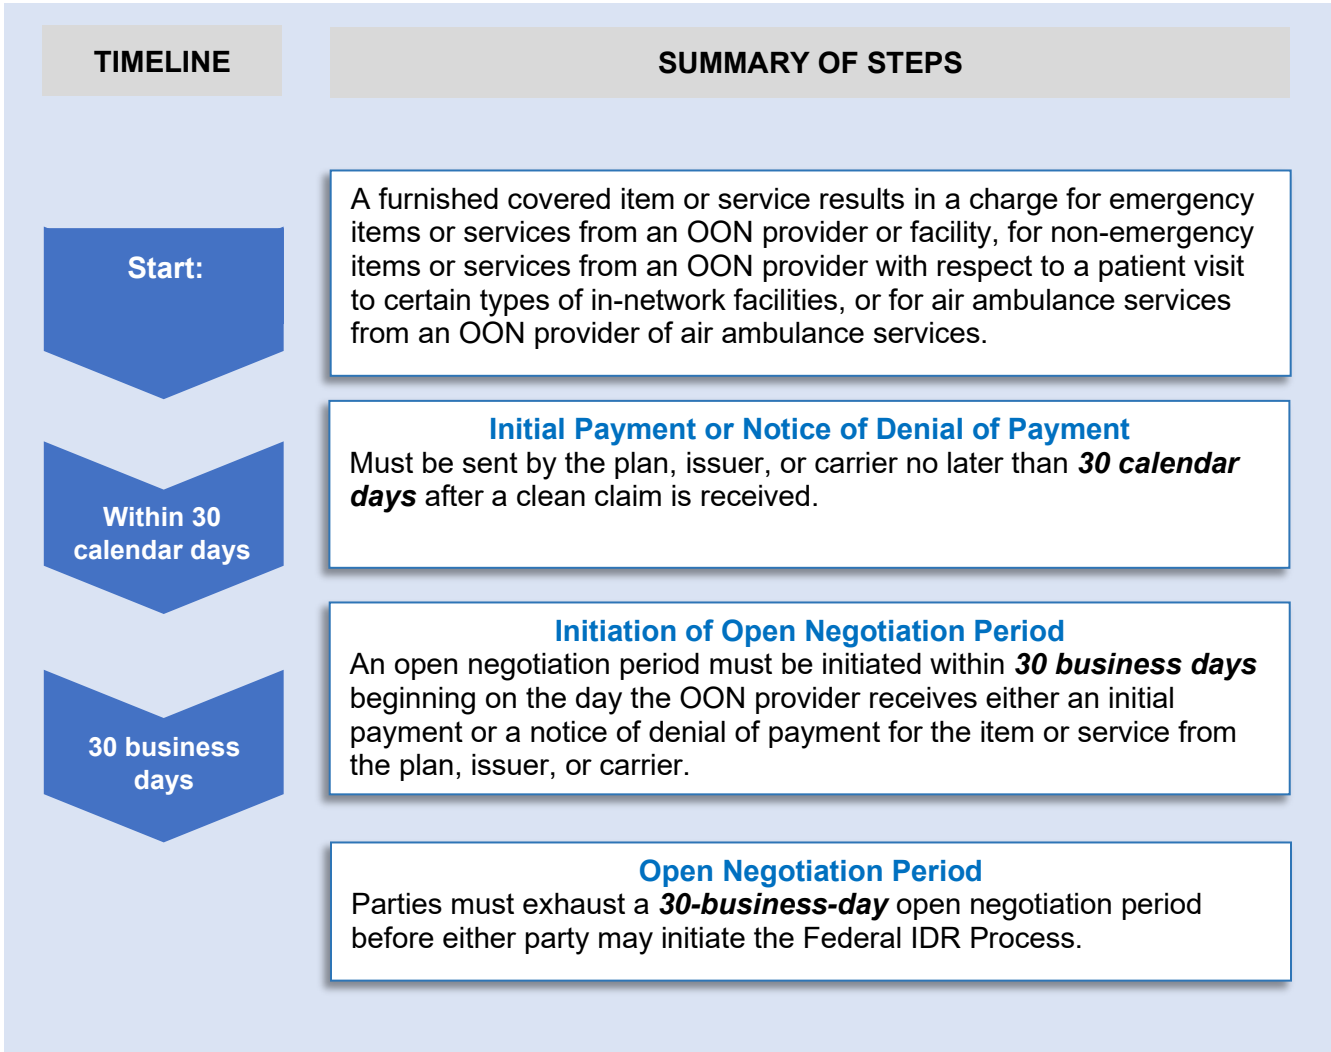 TIMELINE
SUMMARY OF STEPS
Start:
A furnished covered item or service results in a charge for emergency
items or services from an OON provider or facility, for non-emergency
items or services from an OON provider with respect to a patient visit
to certain types of in-network facilities, or for air ambulance services
from an OON provider of air ambulance services.
Within 30
calendar days
Initial Payment or Notice of Denial of Payment
Must be sent by the plan, issuer, or carrier no later than 30 calendar
days after a clean claim is received.
30 business
days
Initiation of Open Negotiation Period
An open negotiation period must be initiated within 30 business days
beginning on the day the OON provider receives either an initial
payment or a notice of denial of payment for the item or service from
the plan, issuer, or carrier.
Open Negotiation Period
Parties must exhaust a 30-business-day open negotiation period
before either party may initiate the Federal IDR Process.